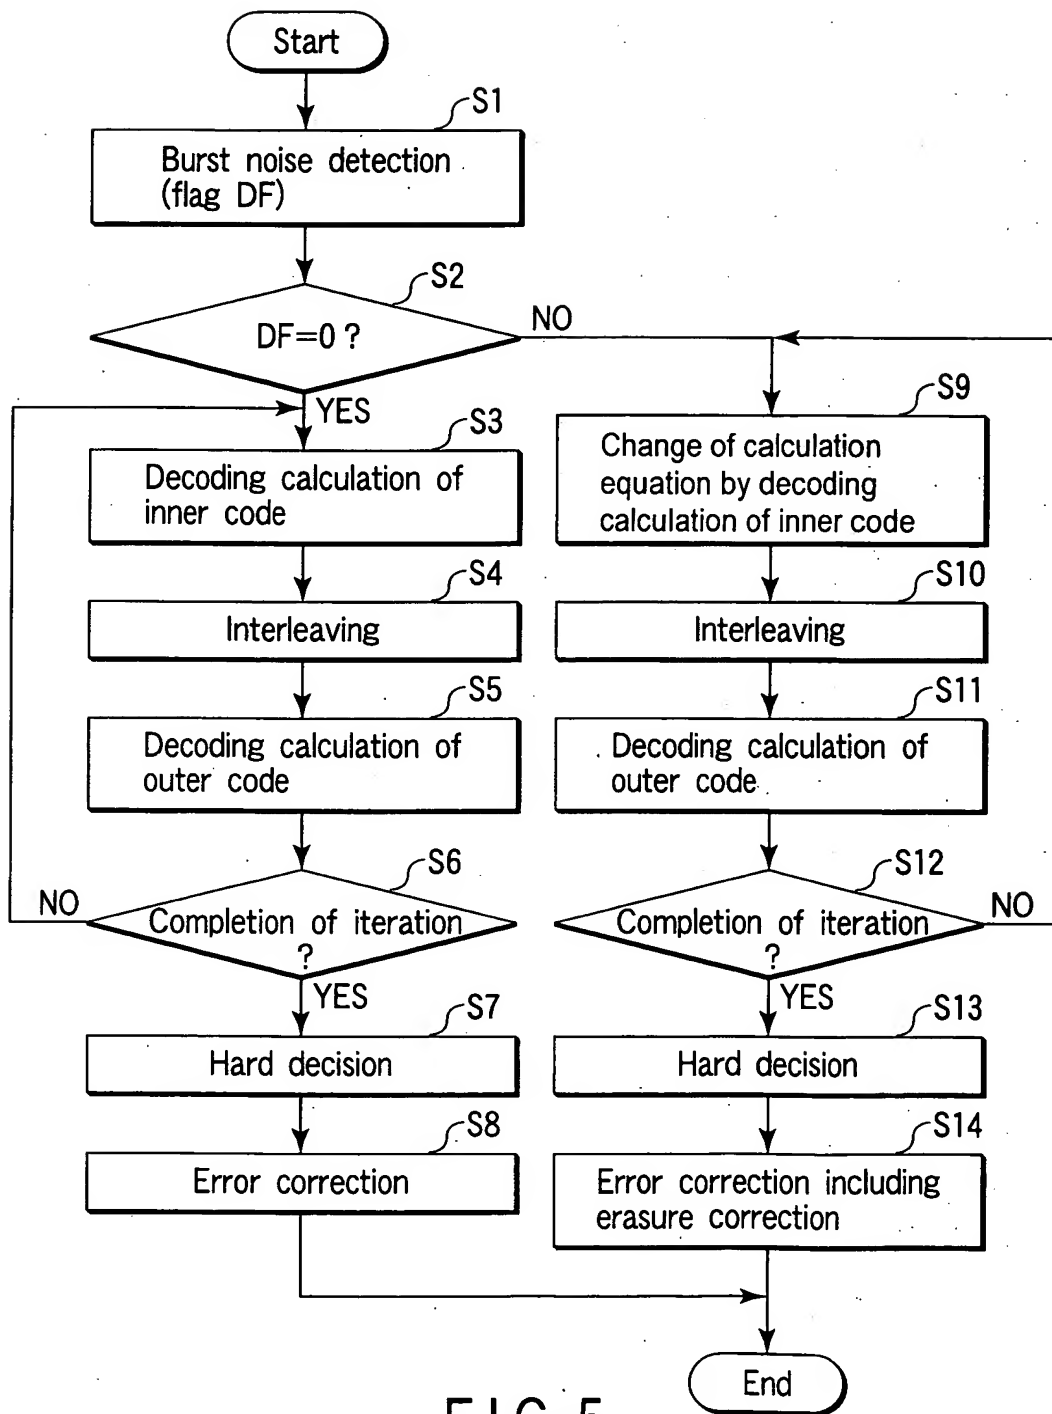 Start
S1
Burst noise detection
(flag DF)
S2
DF=0 ?
NO
YES
S3
Decoding calculation of
inner code
S4
Interleaving
S5
Decoding calculation of
outer code
S6
NO
Completion of iteration
?
YES
S7
Hard decision
S8
Error correction
S9
Change of calculation
equation by decoding
calculation of inner code
S10
Interleaving
S11
Decoding calculation of
outer code
S12
Completion of iteration
?
NO
YES
S13
Hard decision
S14
Error correction including
erasure correction
End
FIG. 5